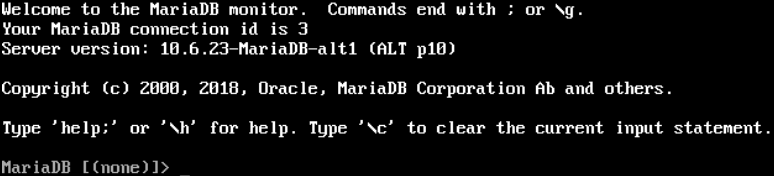 Welcome to the MariaDB monitor.  Commands end with ; or \g.
Your MariaDB connection id is 3
Server version: 10.6.23-MariaDB-alt1 (ALT p10)
Copyright (c) 2000, 2018, Oracle, MariaDB Corporation Ab and others.
Type 'help;' or '\h' for help. Type '\c' to clear the current input statement.
MariaDB [(none)]> _